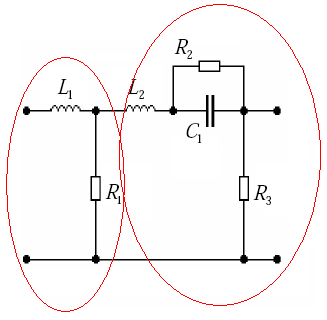 R₂
L₁ L₂
C₁
R₁ R₃